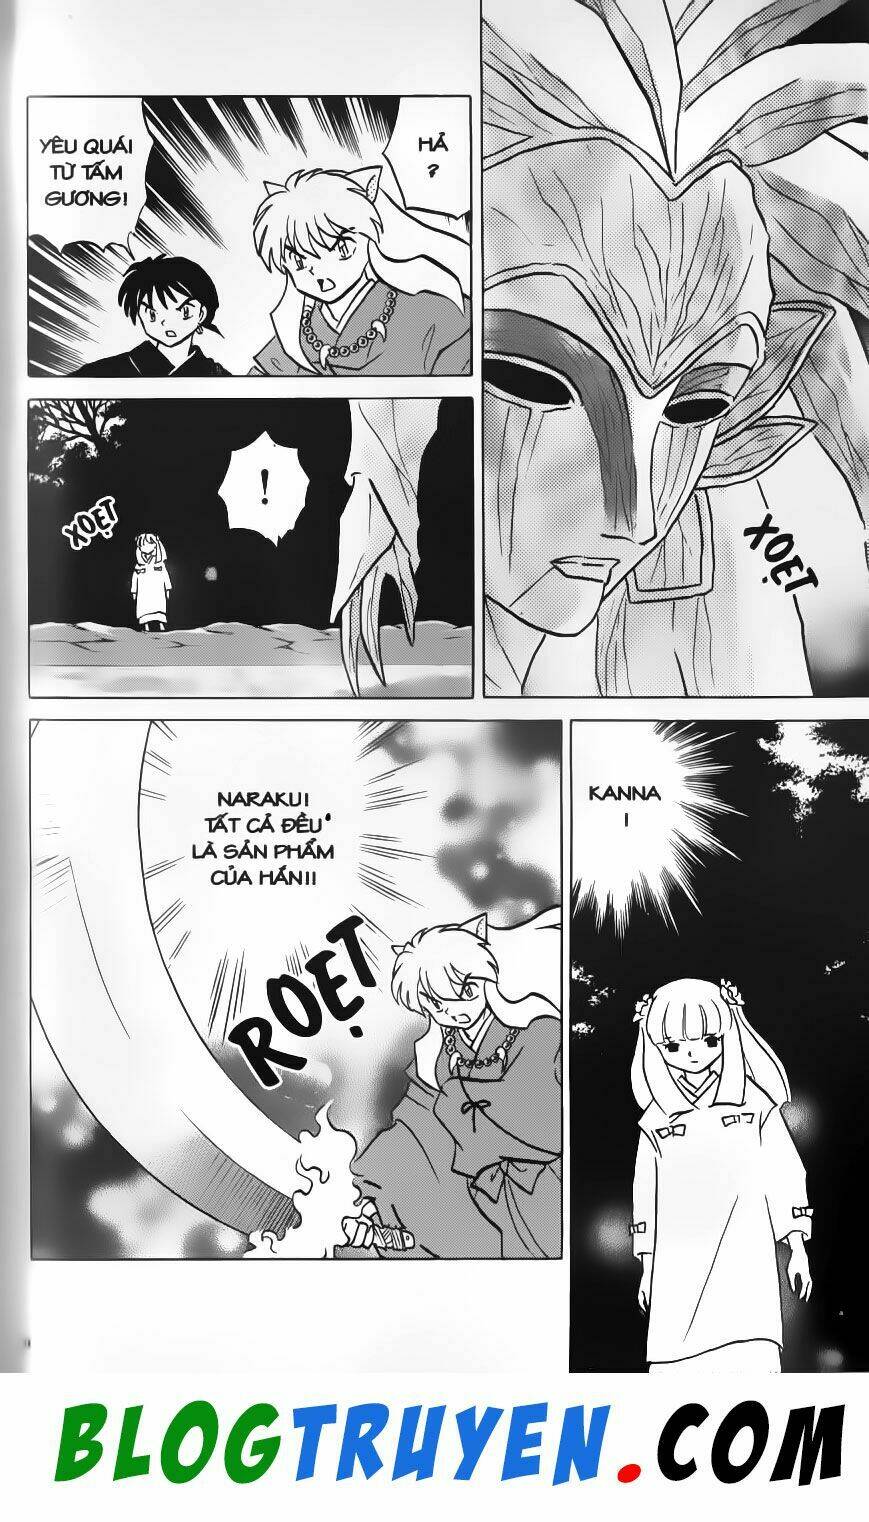 HẢ
?
YÊU QUÁI
TỪ TẤM
GƯƠNG!
XOẸT
XOẸT
!
KANNA
!
NARAKU!
TẤT CẢ ĐỀU
LÀ SẢN PHẨM
CỦA HẮN!!
ROẸT
BLOGTRUYEN.COM